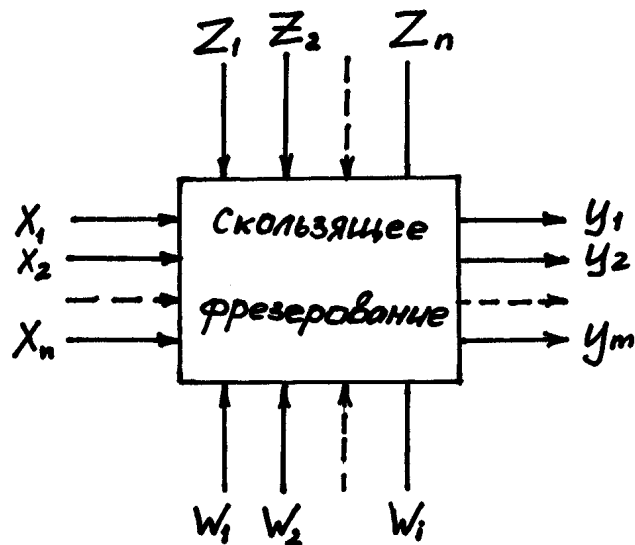 Z₁ Z₂ Zₙ
X₁
X₂
Xₙ
Скользящее
фрезерование
y₁
y₂
yₘ
W₁ W₂ Wᵢ